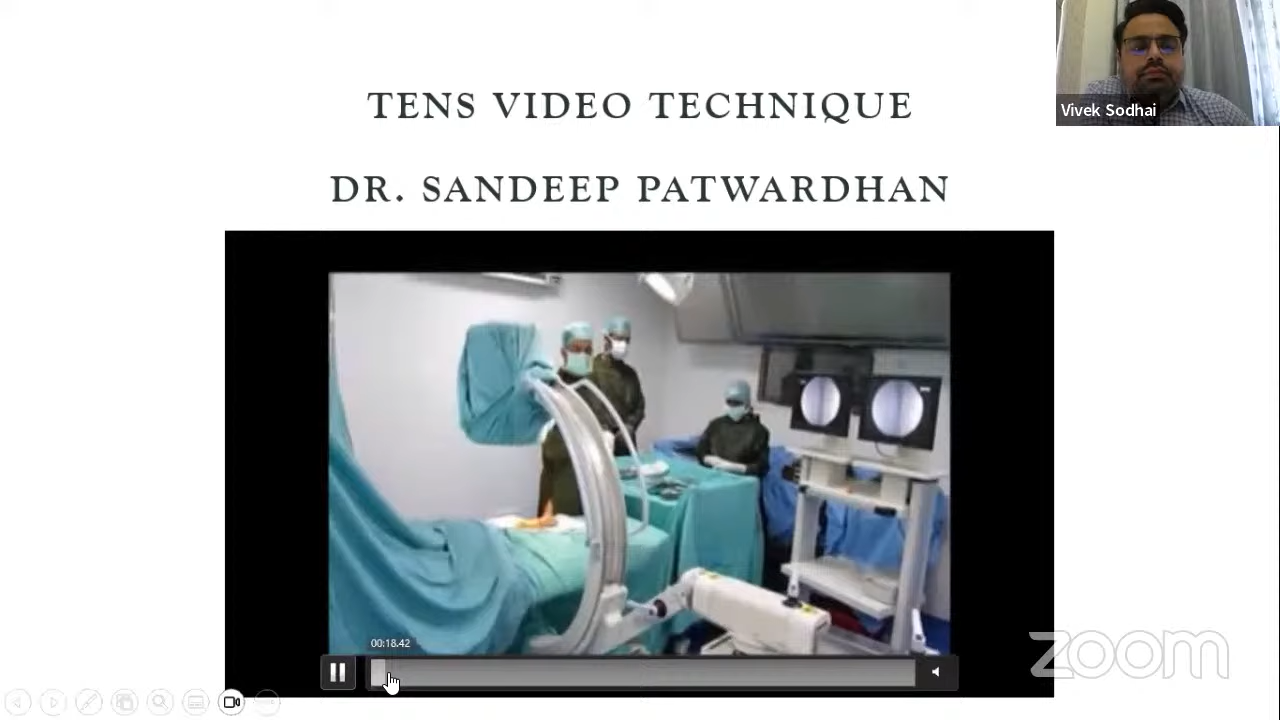 TENS VIDEO TECHNIQUE
DR. SANDEEP PATWARDHAN
Vivek Sodhai
00:18.42
zoom